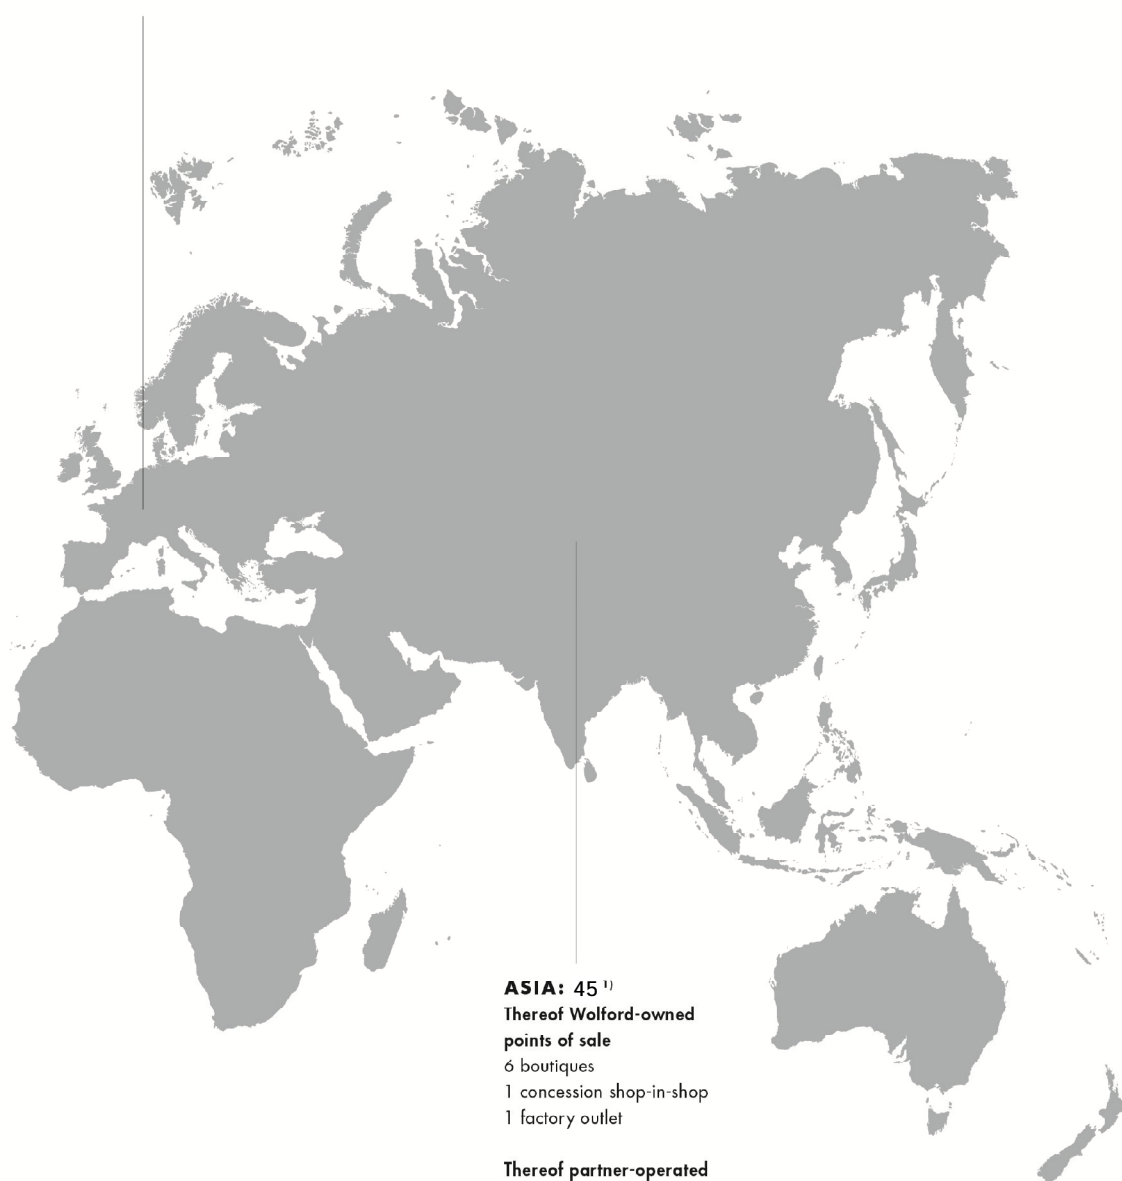 ASIA: 45 ¹⁾
Thereof Wolford-owned
points of sale
6 boutiques
1 concession shop-in-shop
1 factory outlet
Thereof partner-operated